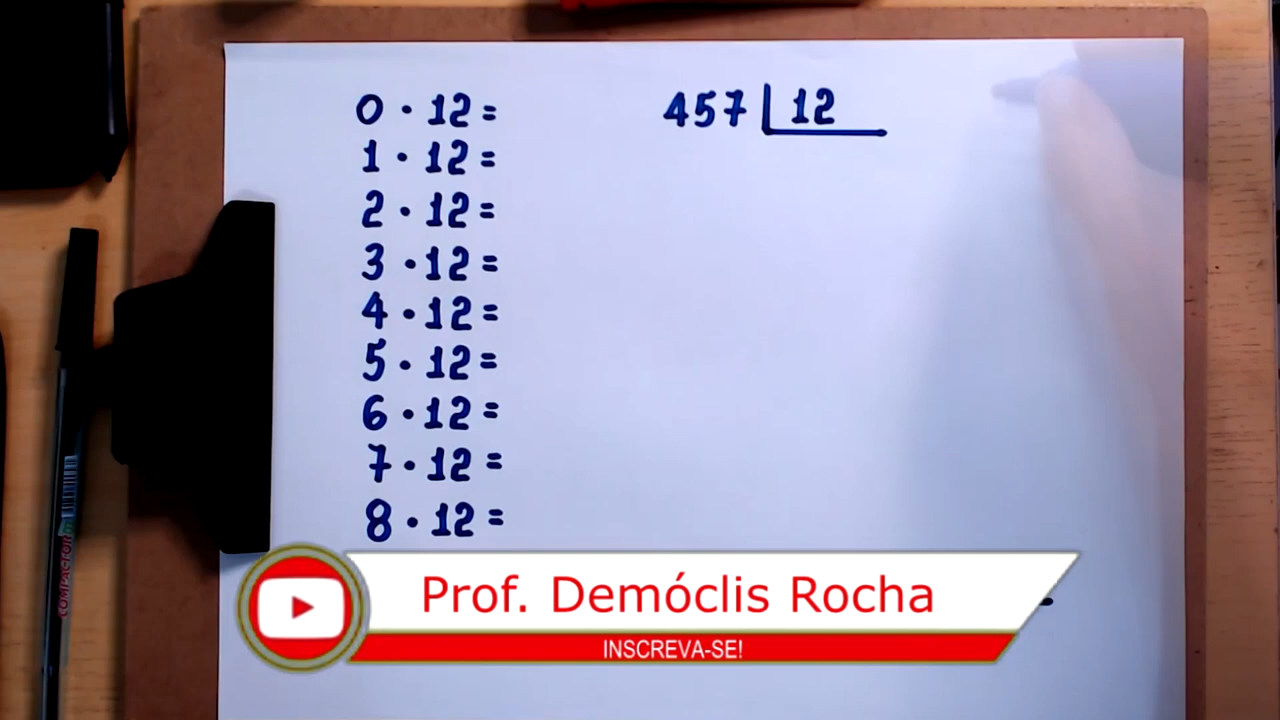 0 · 12 =
1 · 12 =
2 · 12 =
3 · 12 =
4 · 12 =
5 · 12 =
6 · 12 =
7 · 12 =
8 · 12 =
457 12
Prof. Demóclis Rocha
INSCREVA-SE!
COMPACTOR